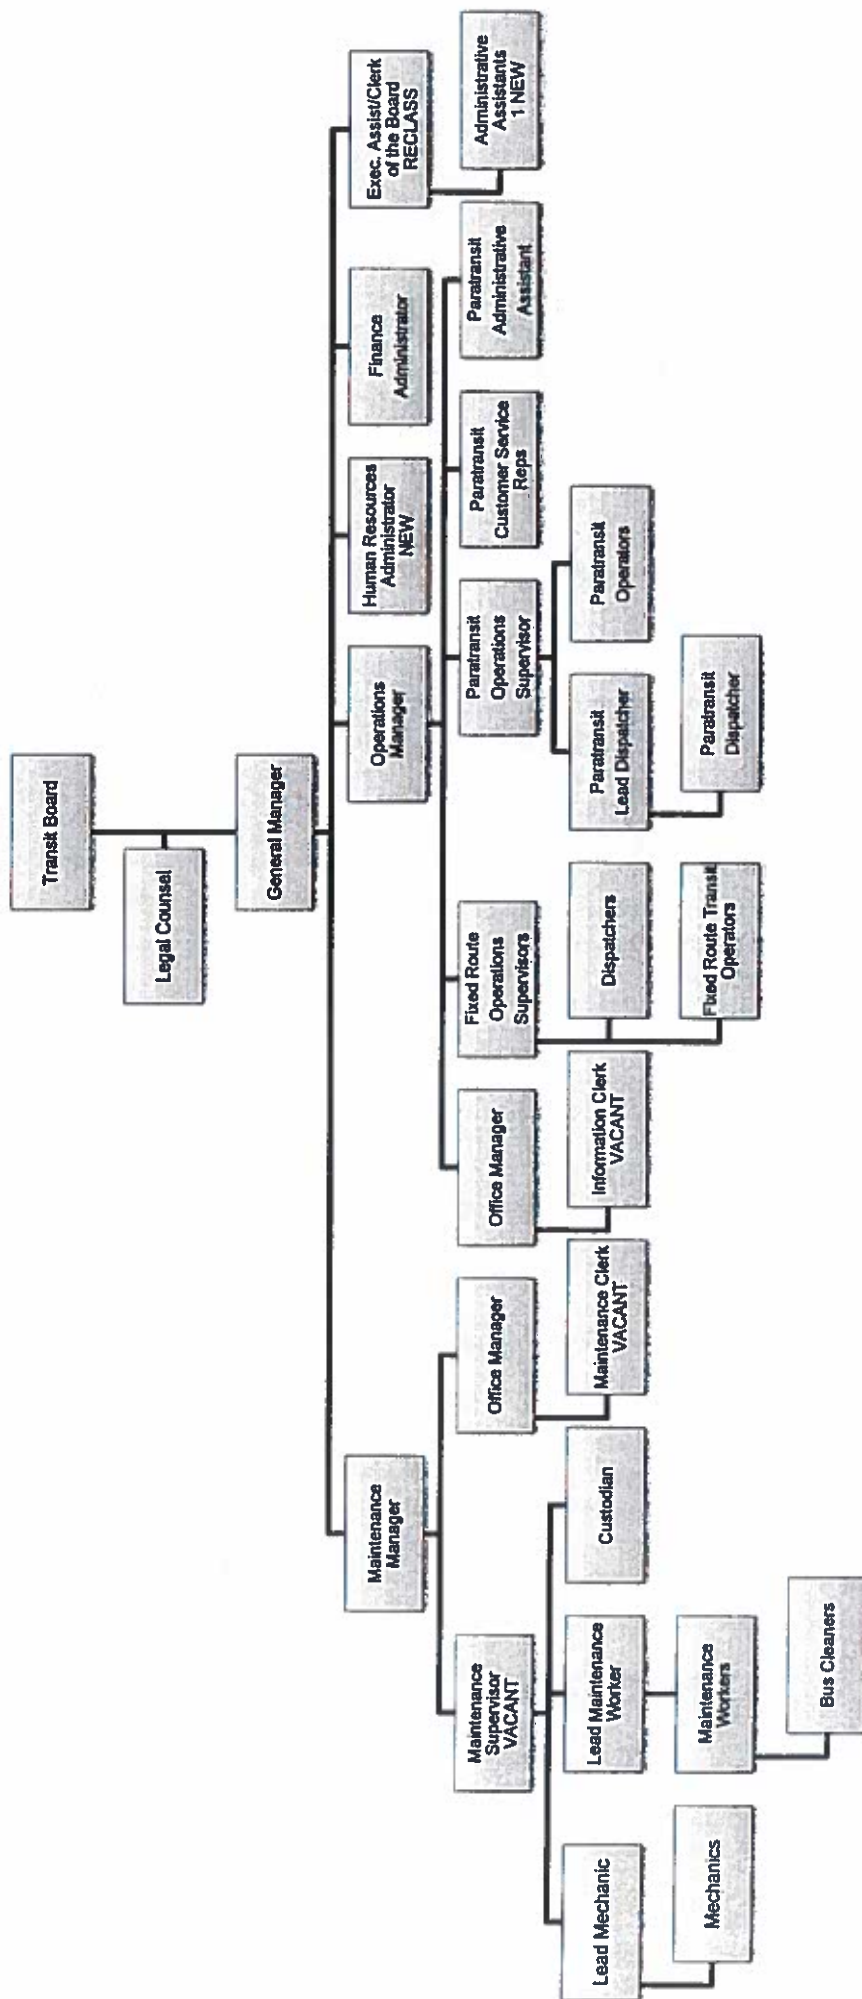 Transit Board
Legal Counsel
General Manager
Maintenance
Manager
Operations
Manager
Human Resources
Administrator
NEW
Finance
Administrator
Exec. Assist/Clerk
of the Board
RECLASS
Maintenance
Supervisor
VACANT
Office Manager
Office Manager
Fixed Route
Operations
Supervisors
Paratransit
Operations
Supervisor
Paratransit
Customer Service
Reps
Paratransit
Administrative
Assistant
Administrative
Assistants
1 NEW
Lead Mechanic
Lead Maintenance
Worker
Custodian
Maintenance Clerk
VACANT
Information Clerk
VACANT
Dispatchers
Paratransit
Lead Dispatcher
Paratransit
Operators
Mechanics
Maintenance
Workers
Fixed Route Transit
Operators
Paratransit
Dispatcher
Bus Cleaners